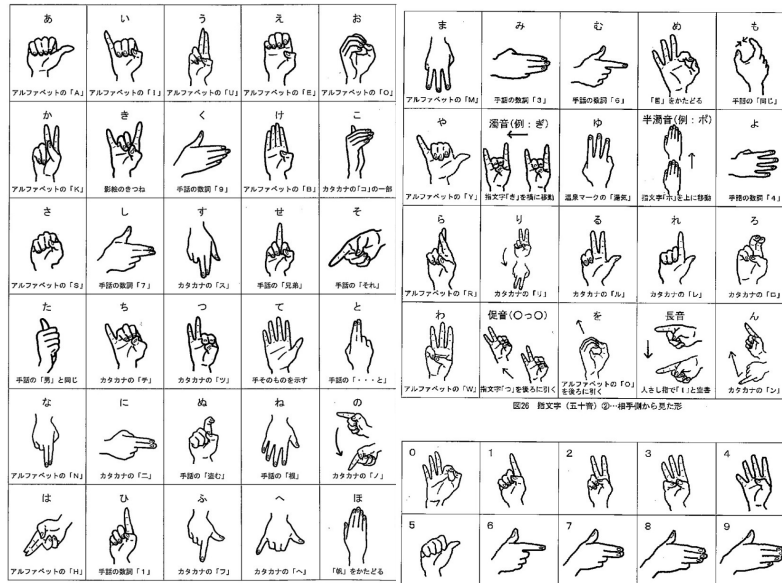 あ い う え お
アルファベットの「A」 アルファベットの「I」 アルファベットの「U」 アルファベットの「E」 アルファベットの「O」
か き く け こ
アルファベットの「K」 影絵のきつね 手話の数詞「9」 アルファベットの「B」 カタカナの「コ」の一部
さ し す せ そ
アルファベットの「S」 手話の数詞「7」 カタカナの「ス」 手話の「兄弟」 手話の「それ」
た ち つ て と
手話の「男」と同じ カタカナの「チ」 カタカナの「ツ」 手そのものを示す 手話の「・・・と」
な に ぬ ね の
アルファベットの「N」 カタカナの「ニ」 手話の「盗む」 手話の「根」 カタカナの「ノ」
は ひ ふ へ ほ
アルファベットの「H」 手話の数詞「1」 カタカナの「フ」 カタカナの「ヘ」 「帆」をかたどる
ま み む め も
アルファベットの「M」 手話の数詞「3」 手話の数詞「6」 「目」をかたどる 手話の「同じ」
や 濁音(例：ぎ) ゆ 半濁音(例：ポ) よ
アルファベットの「Y」 指文字「き」を横に移動 温泉マークの「湯気」 指文字「ホ」を上に移動 手話の数詞「4」
ら り る れ ろ
アルファベットの「R」 カタカナの「リ」 カタカナの「ル」 カタカナの「レ」 カタカナの「ロ」
わ 促音(〇っ〇) を 長音 ん
アルファベットの「W」 指文字「つ」を後ろに引く アルファベットの「O」を後ろに引く 人さし指で「|」と空書 カタカナの「ン」
図26 指文字(五十音)②…相手側から見た形
0 1 2 3 4
5 6 7 8 9